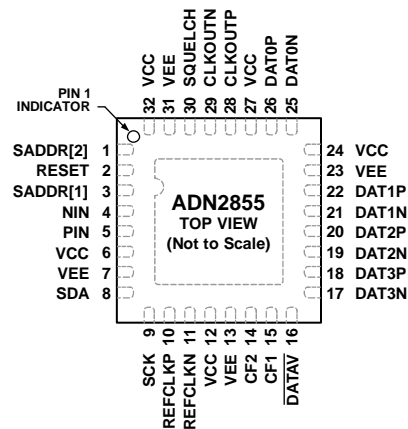 VCC
VEE
SQUELCH
CLKOUTN
CLKOUTP
VCC
DAT0P
DAT0N
32
31
30
29
28
27
26
25
PIN 1
INDICATOR
SADDR[2] 1
RESET 2
SADDR[1] 3
NIN 4
PIN 5
VCC 6
VEE 7
SDA 8
ADN2855
TOP VIEW
(Not to Scale)
24 VCC
23 VEE
22 DAT1P
21 DAT1N
20 DAT2P
19 DAT2N
18 DAT3P
17 DAT3N
9
10
11
12
13
14
15
16
SCK
REFCLKP
REFCLKN
VCC
VEE
CF2
CF1
DATAV